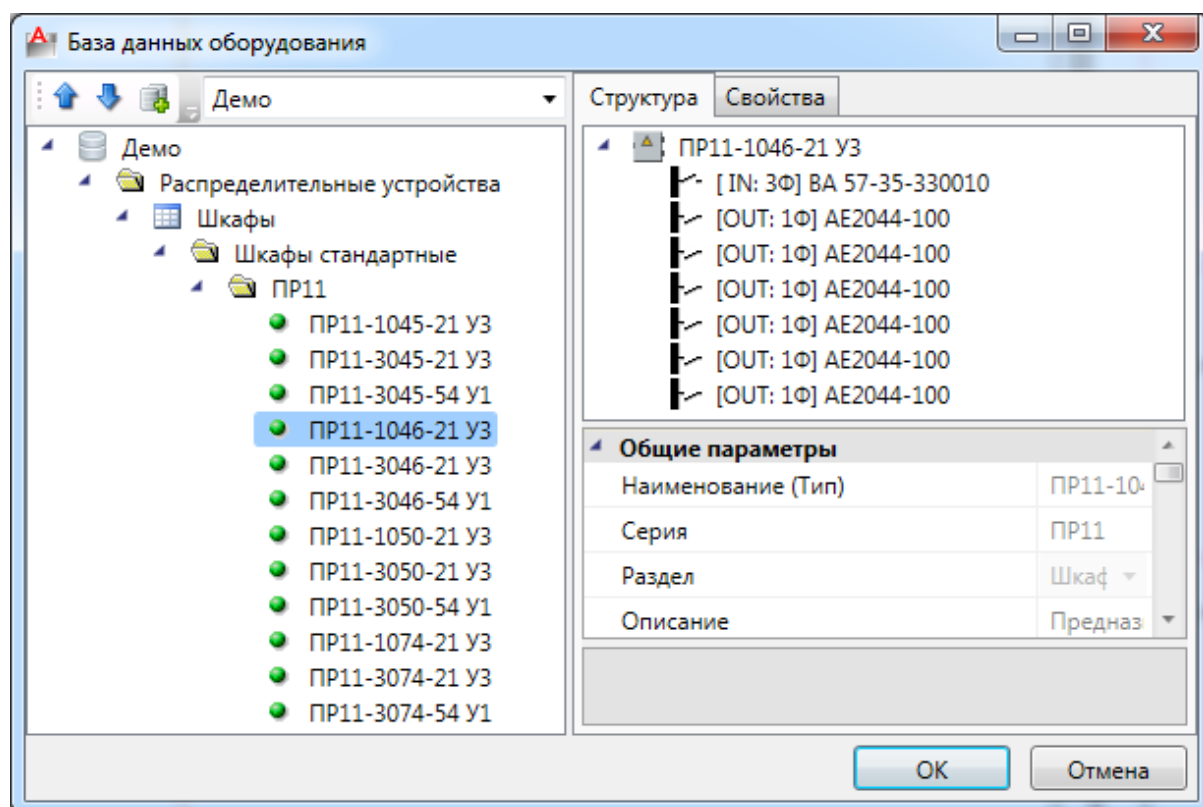 База данных оборудования
Демо
Демо
Распределительные устройства
Шкафы
Шкафы стандартные
ПР11
ПР11-1045-21 У3
ПР11-3045-21 У3
ПР11-3045-54 У1
ПР11-1046-21 У3
ПР11-3046-21 У3
ПР11-3046-54 У1
ПР11-1050-21 У3
ПР11-3050-21 У3
ПР11-3050-54 У1
ПР11-1074-21 У3
ПР11-3074-21 У3
ПР11-3074-54 У1
Структура Свойства
ПР11-1046-21 У3
[ IN: 3Ф] ВА 57-35-330010
[OUT: 1Ф] АЕ2044-100
[OUT: 1Ф] АЕ2044-100
[OUT: 1Ф] АЕ2044-100
[OUT: 1Ф] АЕ2044-100
[OUT: 1Ф] АЕ2044-100
[OUT: 1Ф] АЕ2044-100
Общие параметры
Наименование (Тип) ПР11-104
Серия ПР11
Раздел Шкаф
Описание Предназ
ОК Отмена